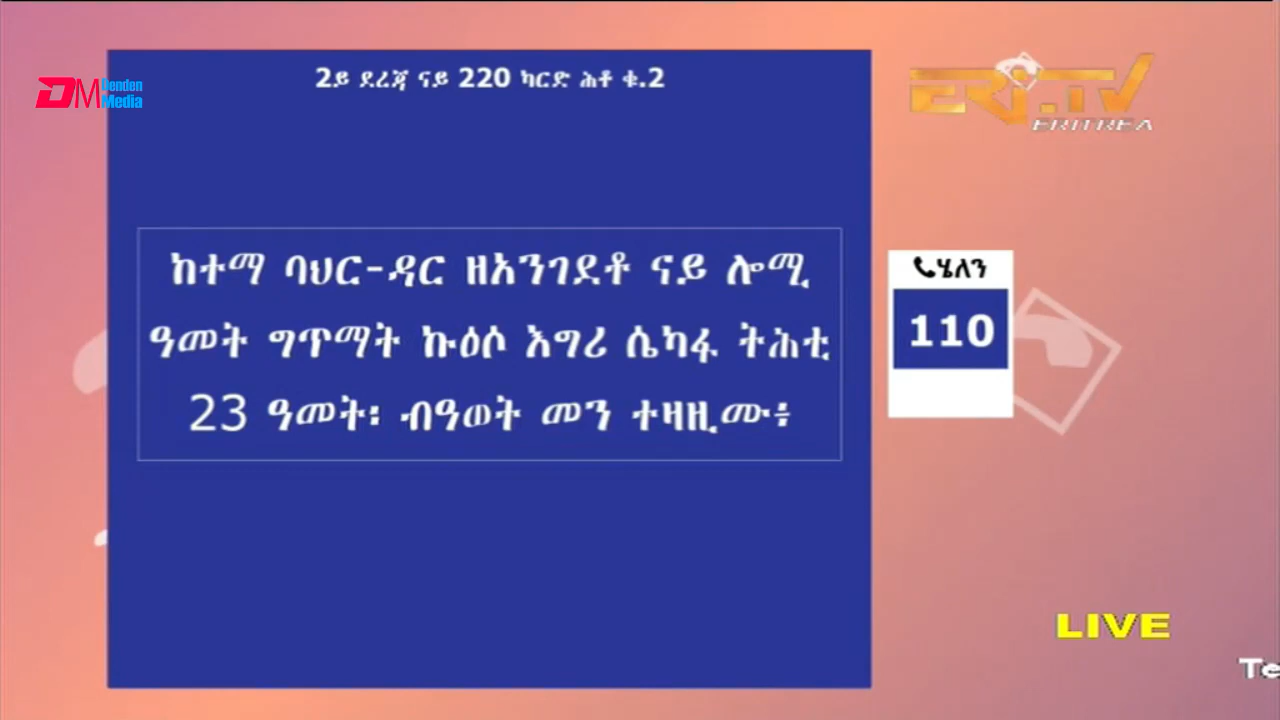 2ይ ደረጃ ናይ 220 ካርድ ሕቶ ቁ.2
DM Denden Media
ERi.TV
ERITREA
ከተማ ባህር-ዳር ዘአንገደቶ ናይ ሎሚ
ዓመት ግጥማት ኩዕሶ እግሪ ሴካፋ ትሕቲ
23 ዓመት፡ ብዓወት መን ተዛዚሙ፧
ሄለን
110
LIVE
Te